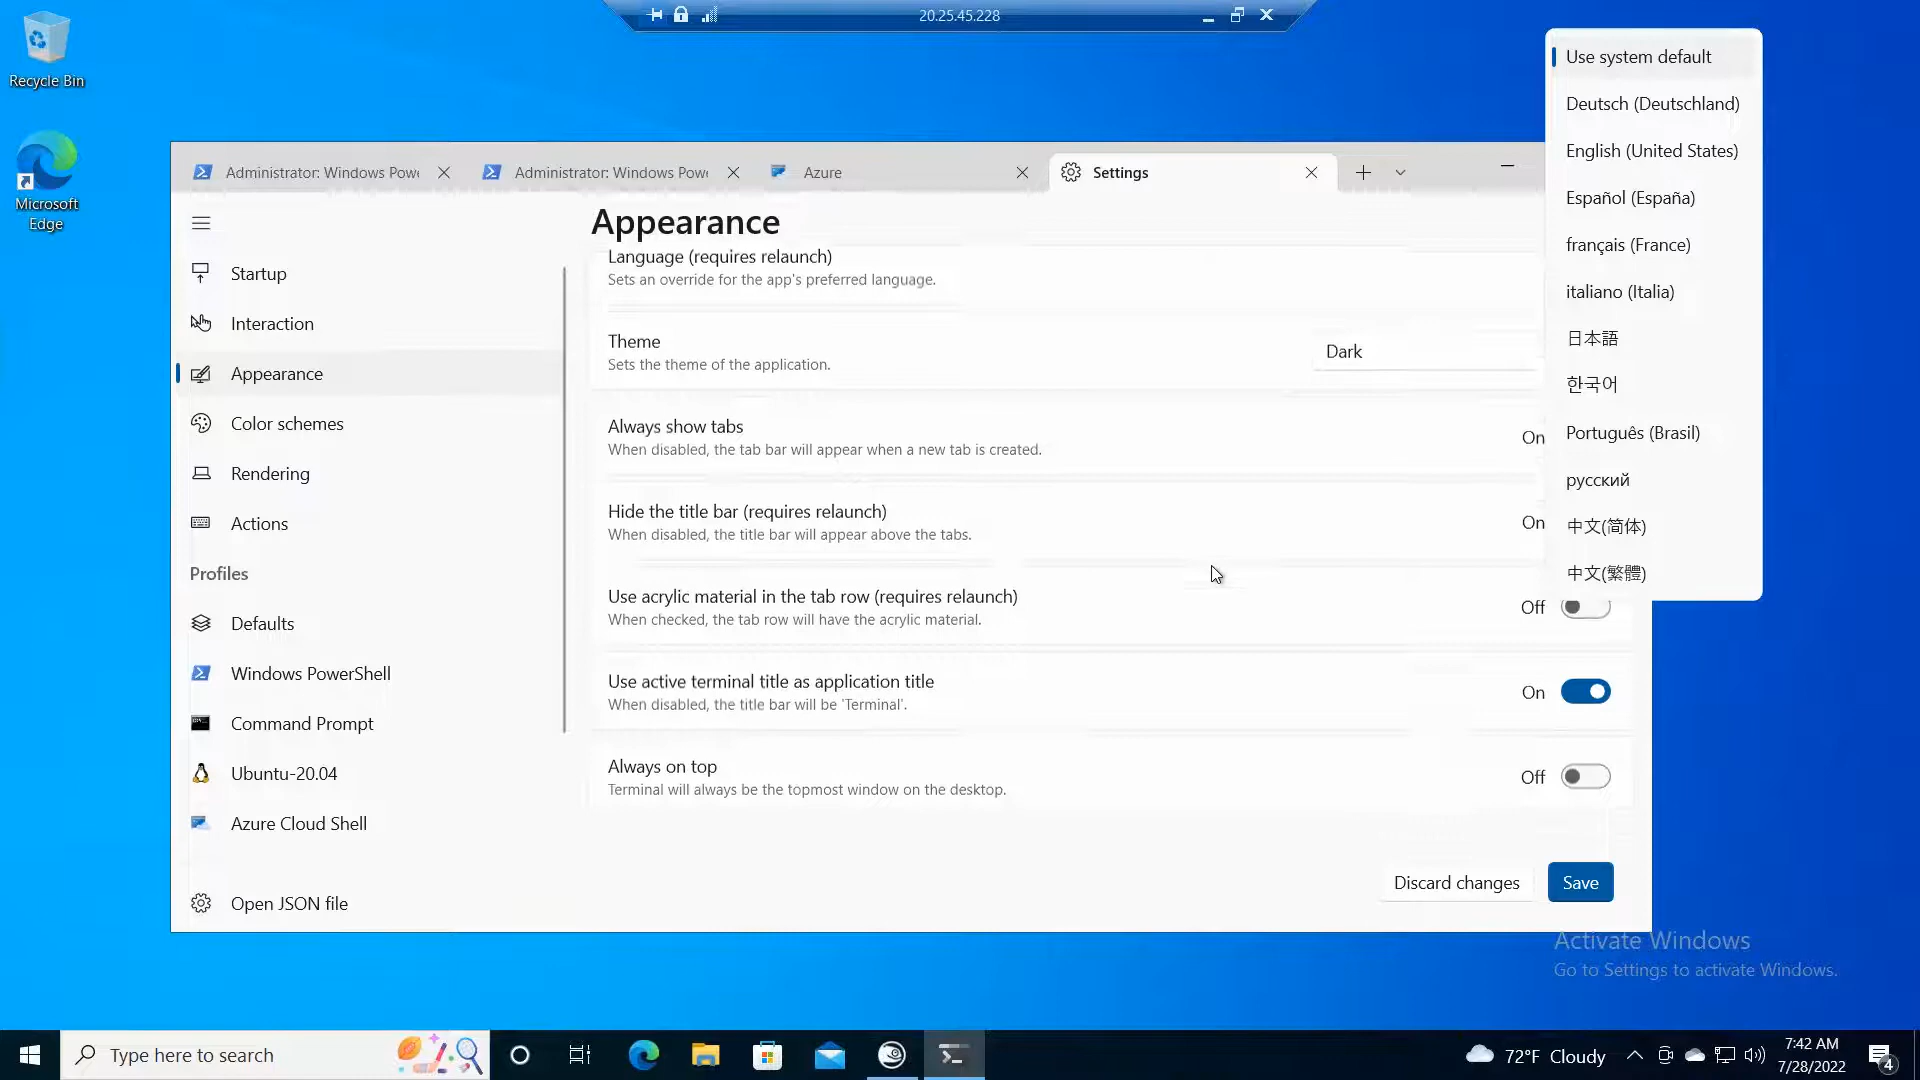 20.25.45.228
Recycle Bin
Microsoft
Edge
Administrator: Windows Pow
Administrator: Windows Pow
Azure
Settings
Startup
Interaction
Appearance
Color schemes
Rendering
Actions
Profiles
Defaults
Windows PowerShell
Command Prompt
Ubuntu-20.04
Azure Cloud Shell
Open JSON file
Appearance
Language (requires relaunch)
Sets an override for the app's preferred language.
Theme
Sets the theme of the application.
Dark
Always show tabs
When disabled, the tab bar will appear when a new tab is created.
On
Hide the title bar (requires relaunch)
When disabled, the title bar will appear above the tabs.
On
Use acrylic material in the tab row (requires relaunch)
When checked, the tab row will have the acrylic material.
Off
Use active terminal title as application title
When disabled, the title bar will be 'Terminal'.
On
Always on top
Terminal will always be the topmost window on the desktop.
Off
Discard changes
Save
Use system default
Deutsch (Deutschland)
English (United States)
Español (España)
français (France)
italiano (Italia)
日本語
한국어
Português (Brasil)
русский
中文(简体)
中文(繁體)
Activate Windows
Go to Settings to activate Windows.
Type here to search
72°F Cloudy
7:42 AM
7/28/2022
4